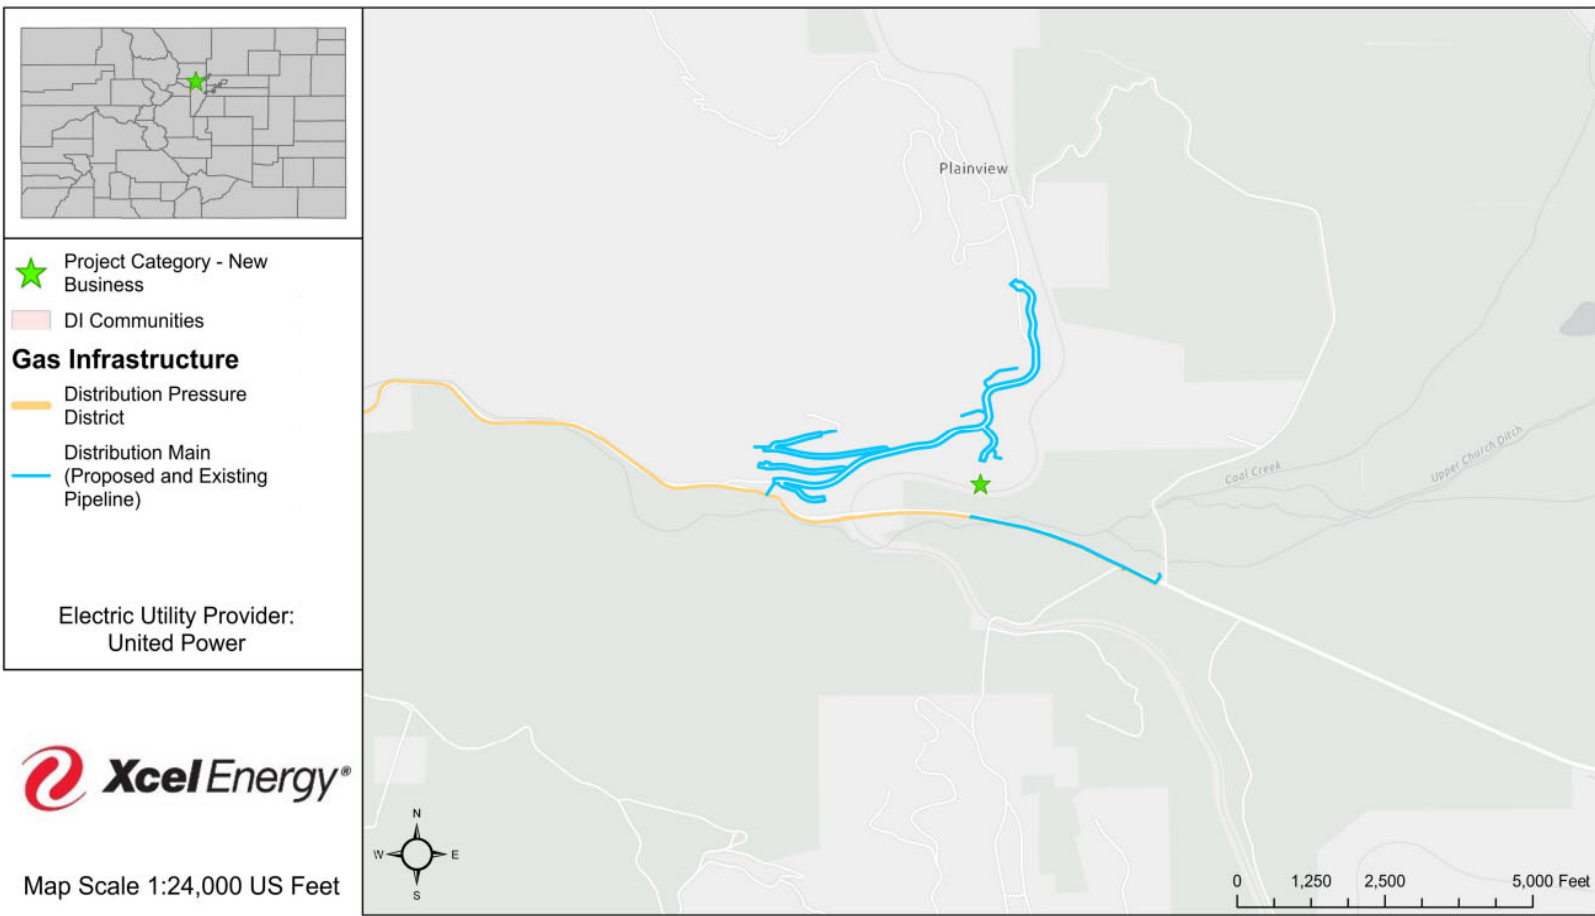 Project Category - New
Business
DI Communities
Gas Infrastructure
Distribution Pressure
District
Distribution Main
(Proposed and Existing
Pipeline)
Electric Utility Provider:
United Power
Xcel Energy®
Map Scale 1:24,000 US Feet
Plainview
Coal Creek
Upper Church Ditch
N
W E
S
0 1,250 2,500 5,000 Feet